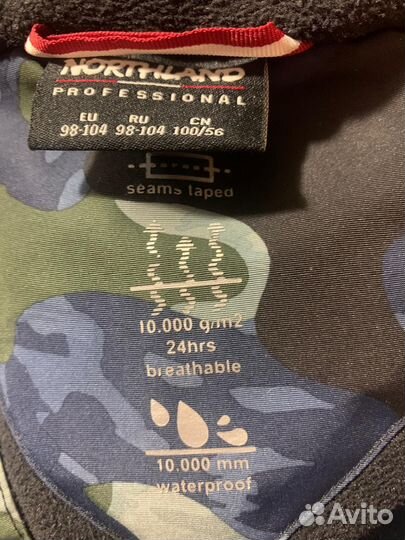 NORTHLAND
PROFESSIONAL
EU RU CN
98-104 98-104 100/56
seams taped
10.000 g/m2
24hrs
breathable
10.000 mm
waterproof
Avito